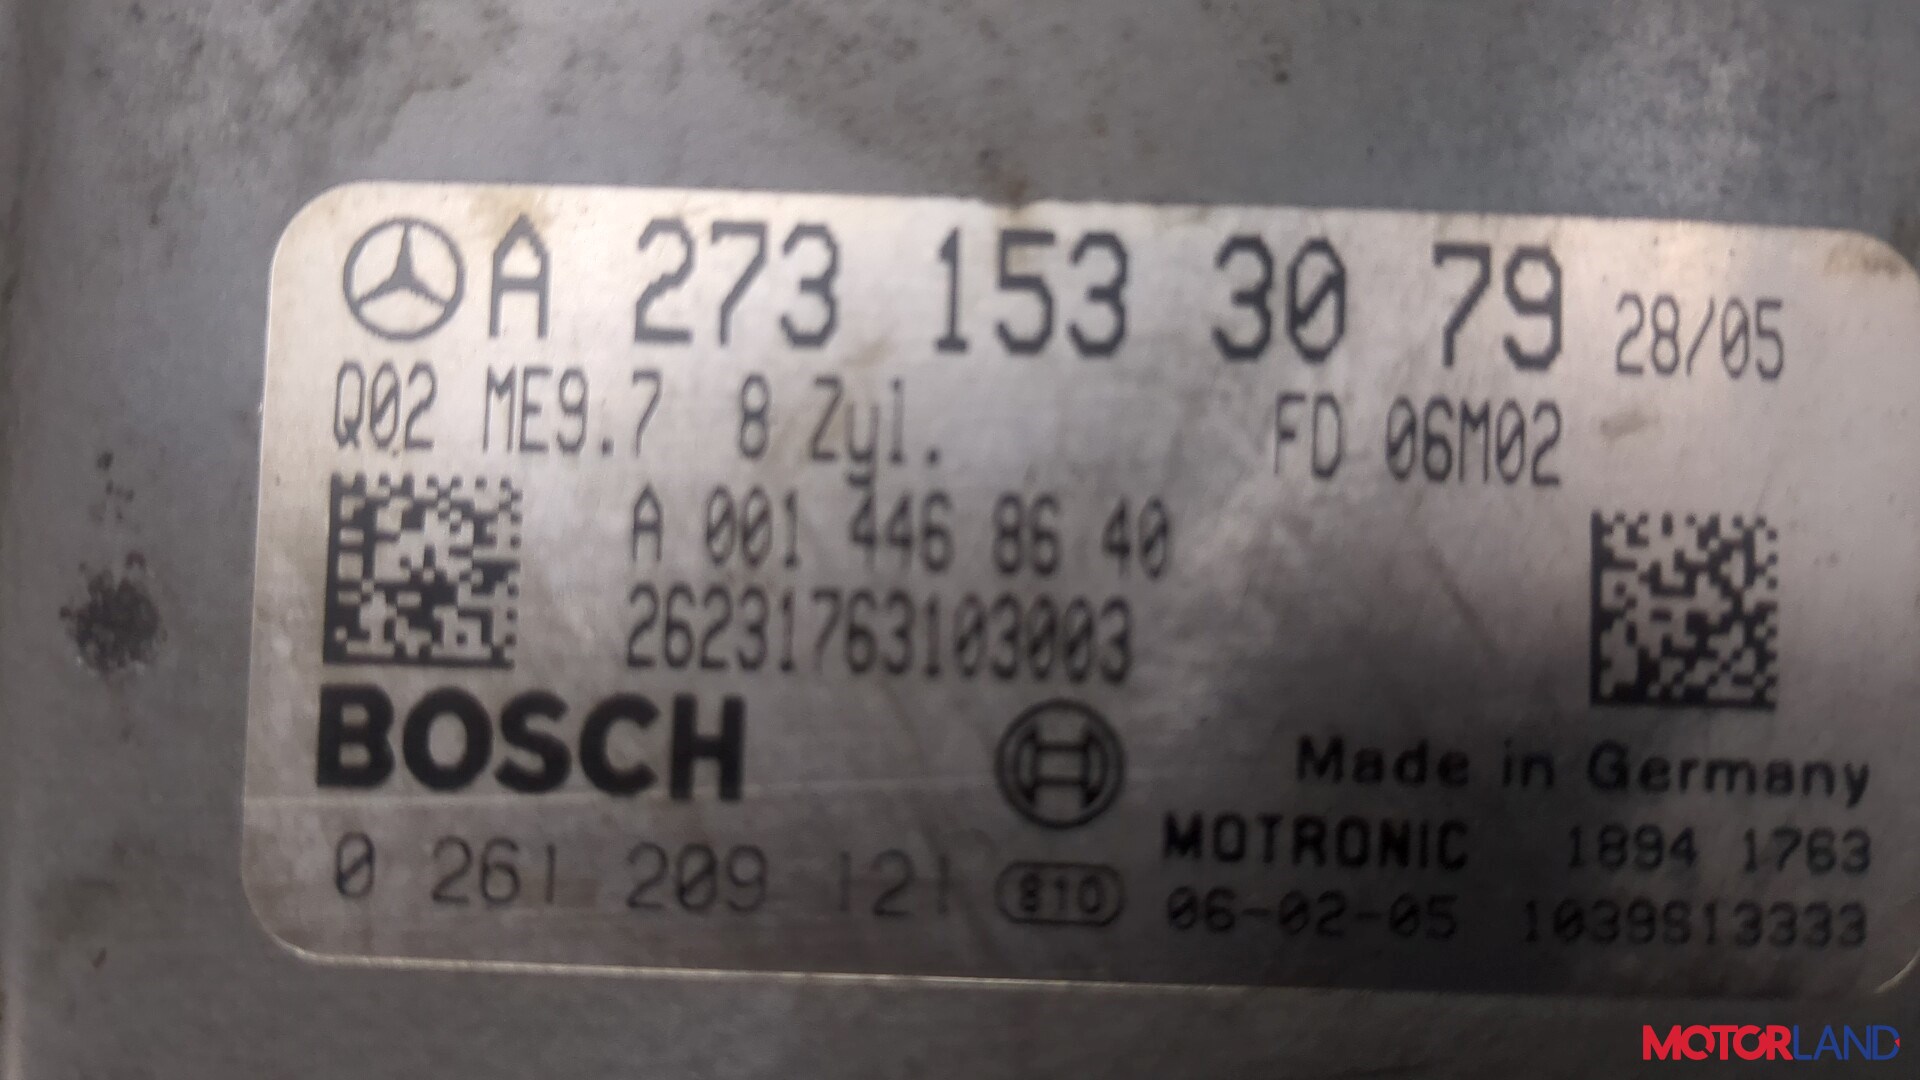 A 273 153 30 79 28/05
Q02 ME9.7 8 Zyl. FD 06M02
A 001 446 86 40
26231763103003
BOSCH
Made in Germany
MOTRONIC 1894 1763
0 261 209 121 810 06-02-05 1039S13333
MOTORLAND